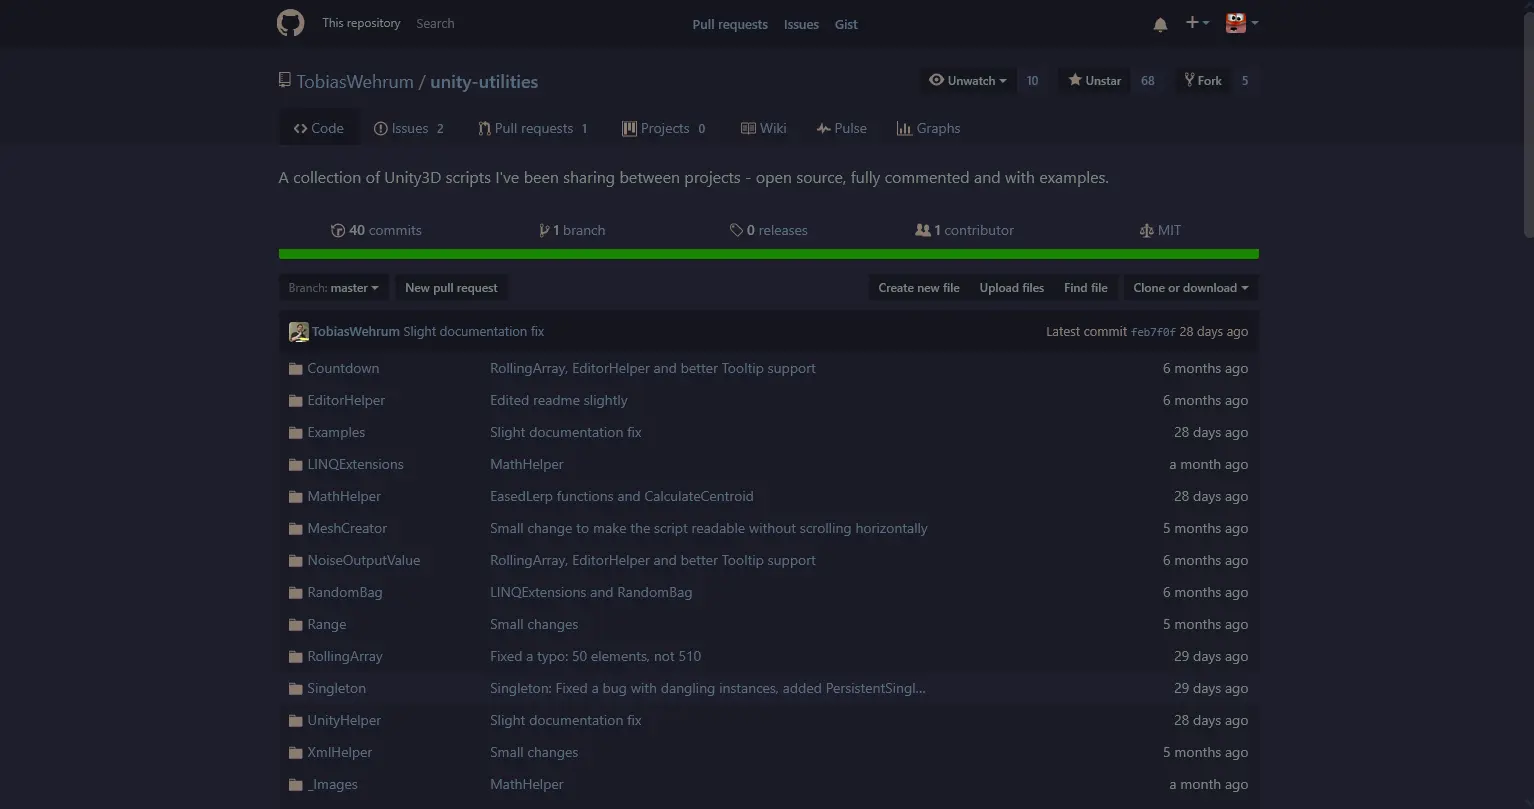 This repository Search Pull requests Issues Gist
TobiasWehrum / unity-utilities Unwatch 10 Unstar 68 Fork 5
Code Issues 2 Pull requests 1 Projects 0 Wiki Pulse Graphs
A collection of Unity3D scripts I've been sharing between projects - open source, fully commented and with examples.
40 commits 1 branch 0 releases 1 contributor MIT
Branch: master New pull request Create new file Upload files Find file Clone or download
TobiasWehrum Slight documentation fix Latest commit feb7f0f 28 days ago
Countdown RollingArray, EditorHelper and better Tooltip support 6 months ago
EditorHelper Edited readme slightly 6 months ago
Examples Slight documentation fix 28 days ago
LINQExtensions MathHelper a month ago
MathHelper EasedLerp functions and CalculateCentroid 28 days ago
MeshCreator Small change to make the script readable without scrolling horizontally 5 months ago
NoiseOutputValue RollingArray, EditorHelper and better Tooltip support 6 months ago
RandomBag LINQExtensions and RandomBag 6 months ago
Range Small changes 5 months ago
RollingArray Fixed a typo: 50 elements, not 510 29 days ago
Singleton Singleton: Fixed a bug with dangling instances, added PersistentSingl... 29 days ago
UnityHelper Slight documentation fix 28 days ago
XmlHelper Small changes 5 months ago
_Images MathHelper a month ago